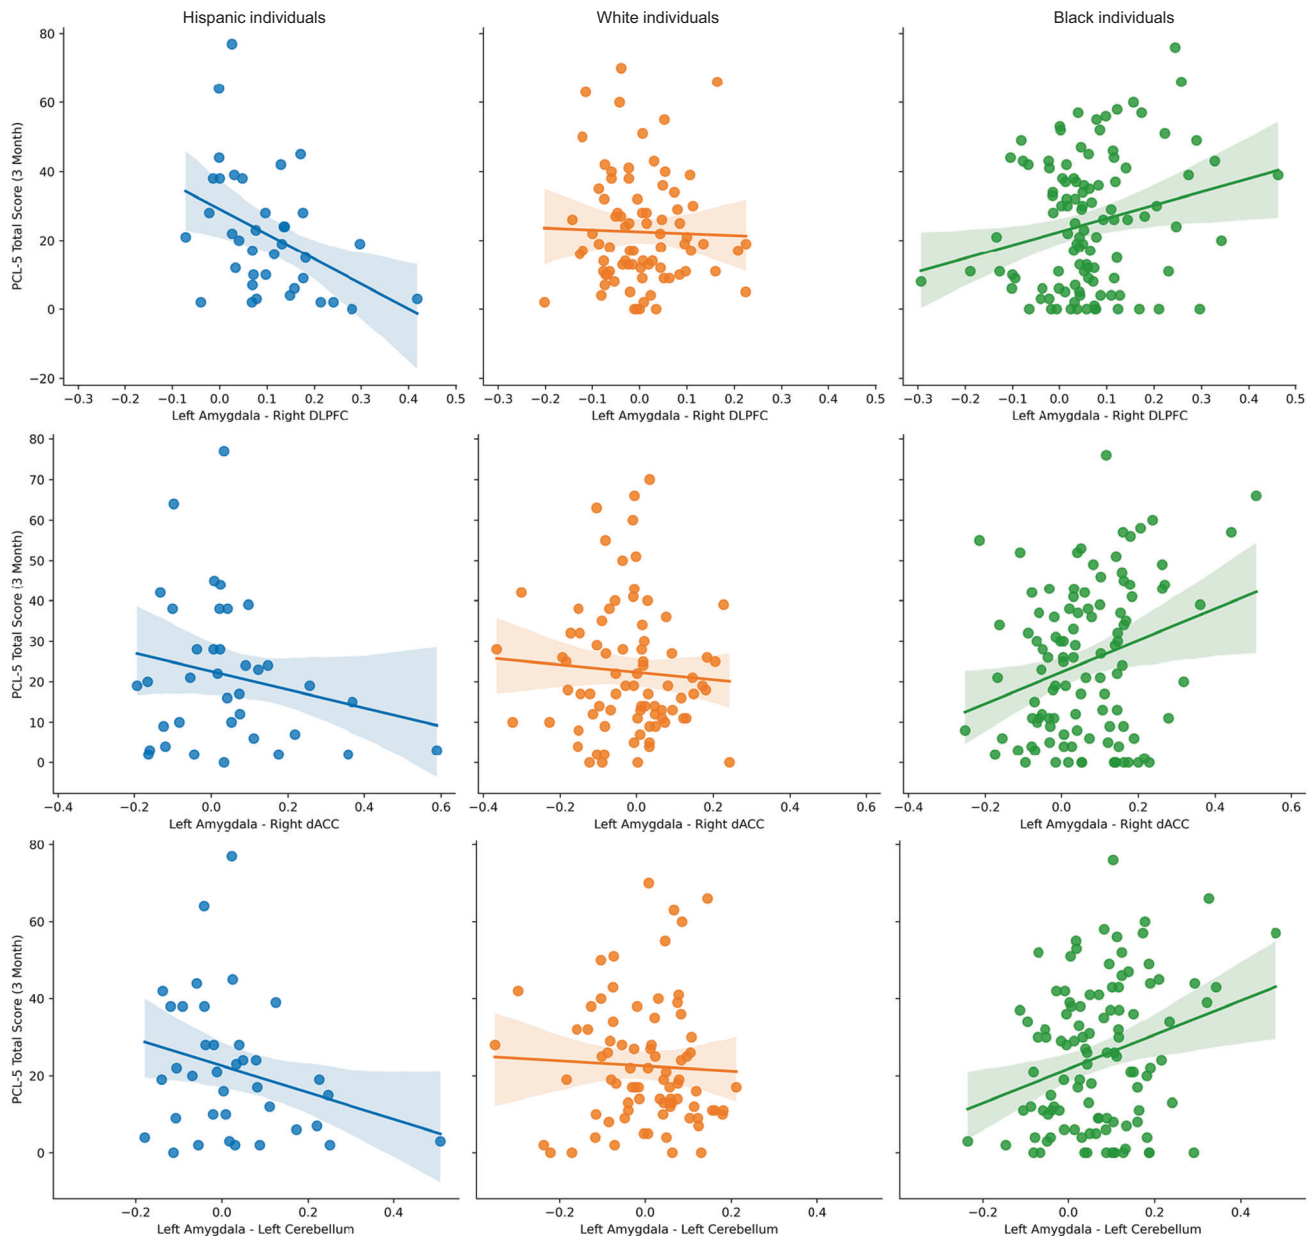 Hispanic individuals
White individuals
Black individuals
PCL-5 Total Score (3 Month)
80
60
40
20
0
−20
−0.3 −0.2 −0.1 0.0 0.1 0.2 0.3 0.4 0.5
−0.3 −0.2 −0.1 0.0 0.1 0.2 0.3 0.4 0.5
−0.3 −0.2 −0.1 0.0 0.1 0.2 0.3 0.4 0.5
Left Amygdala - Right DLPFC
Left Amygdala - Right DLPFC
Left Amygdala - Right DLPFC
PCL-5 Total Score (3 Month)
80
70
60
50
40
30
20
10
0
−0.4 −0.2 0.0 0.2 0.4 0.6
−0.4 −0.2 0.0 0.2 0.4 0.6
−0.4 −0.2 0.0 0.2 0.4 0.6
Left Amygdala - Right dACC
Left Amygdala - Right dACC
Left Amygdala - Right dACC
PCL-5 Total Score (3 Month)
80
60
40
20
0
−0.2 0.0 0.2 0.4
−0.2 0.0 0.2 0.4
−0.2 0.0 0.2 0.4
Left Amygdala - Left Cerebellum
Left Amygdala - Left Cerebellum
Left Amygdala - Left Cerebellum